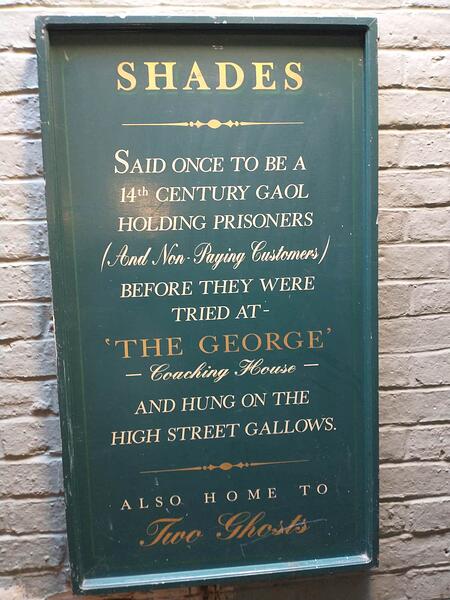 SHADES
SAID ONCE TO BE A
14th CENTURY GAOL
HOLDING PRISONERS
(And Non-Paying Customers)
BEFORE THEY WERE
TRIED AT-
'THE GEORGE'
— Coaching House —
AND HUNG ON THE
HIGH STREET GALLOWS.
ALSO HOME TO
Two Ghosts